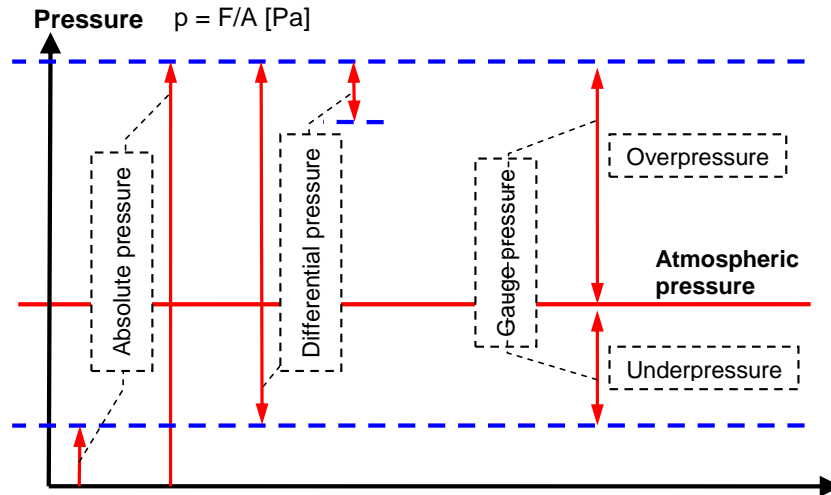 Pressure p = F/A [Pa]
Absolute pressure
Differential pressure
Gauge pressure
Overpressure
Atmospheric
pressure
Underpressure